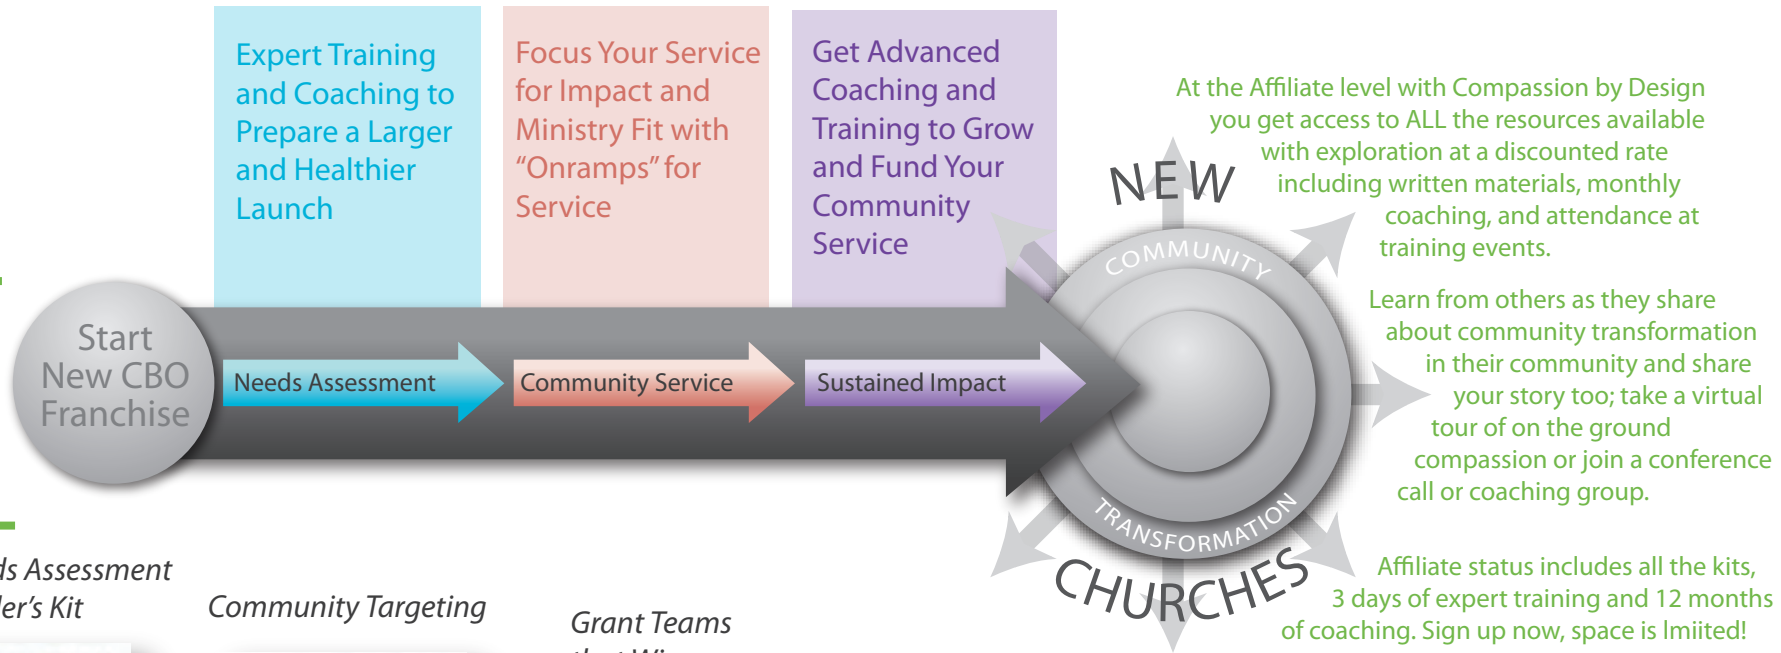 Expert Training
and Coaching to
Prepare a Larger
and Healthier
Launch
Focus Your Service
for Impact and
Ministry Fit with
“Onramps” for
Service
Get Advanced
Coaching and
Training to Grow
and Fund Your
Community
Service
Start
New CBO
Franchise
Needs Assessment
Community Service
Sustained Impact
NEW
COMMUNITY
TRANSFORMATION
CHURCHES
At the Affiliate level with Compassion by Design
you get access to ALL the resources available
with exploration at a discounted rate
including written materials, monthly
coaching, and attendance at
training events.
Learn from others as they share
about community transformation
in their community and share
your story too; take a virtual
tour of on the ground
compassion or join a conference
call or coaching group.
Affiliate status includes all the kits,
3 days of expert training and 12 months
of coaching. Sign up now, space is lmiited!
Assessment
Kit
Community Targeting
Grant Teams